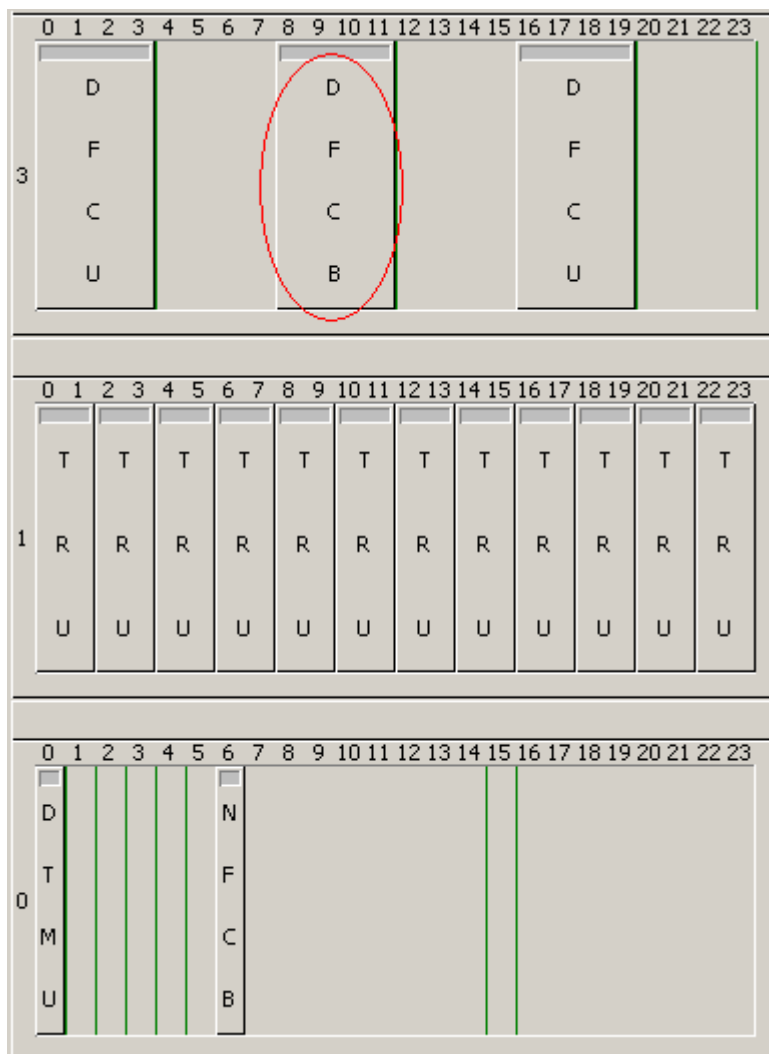 0 1 2 3 4 5 6 7 8 9 10 11 12 13 14 15 16 17 18 19 20 21 22 23
D D D
F F F
3
C C C
U B U
0 1 2 3 4 5 6 7 8 9 10 11 12 13 14 15 16 17 18 19 20 21 22 23
T T T T T T T T T T T T
1
R R R R R R R R R R R R
U U U U U U U U U U U U
0 1 2 3 4 5 6 7 8 9 10 11 12 13 14 15 16 17 18 19 20 21 22 23
D N
T F
0
M C
U B